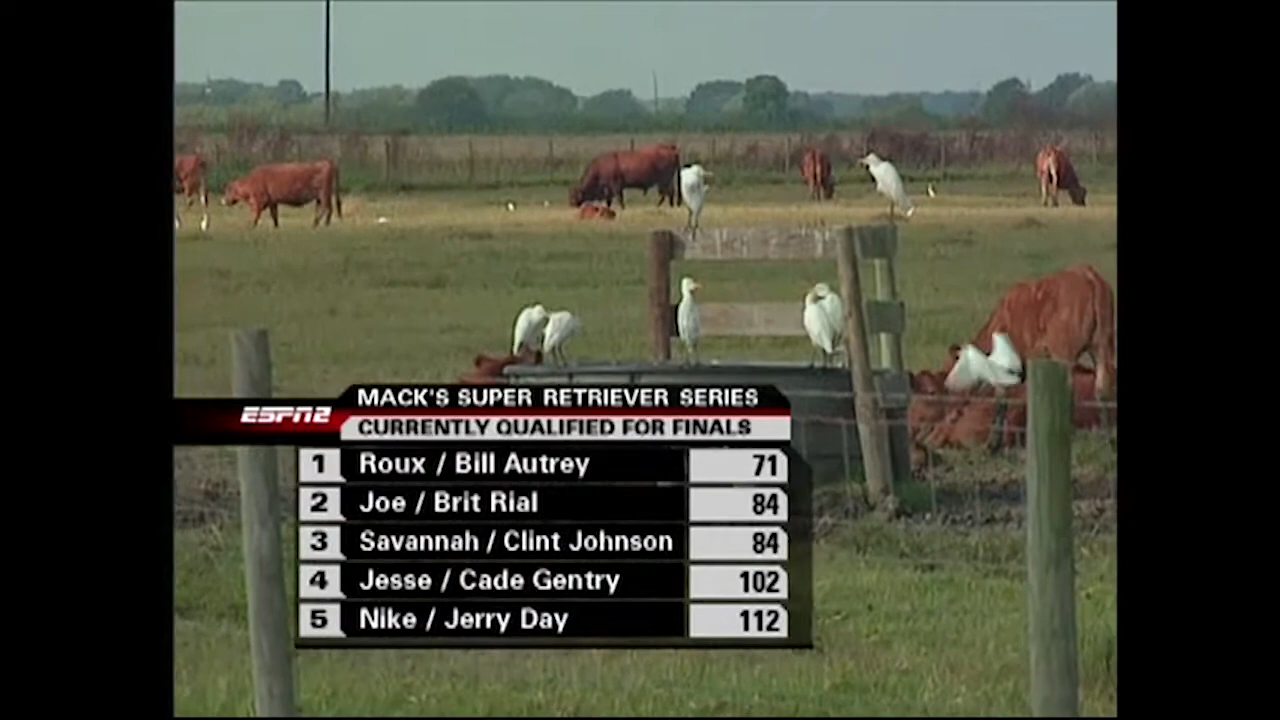 MACK'S SUPER RETRIEVER SERIES
ESPN2
CURRENTLY QUALIFIED FOR FINALS
1 Roux / Bill Autrey 71
2 Joe / Brit Rial 84
3 Savannah / Clint Johnson 84
4 Jesse / Cade Gentry 102
5 Nike / Jerry Day 112